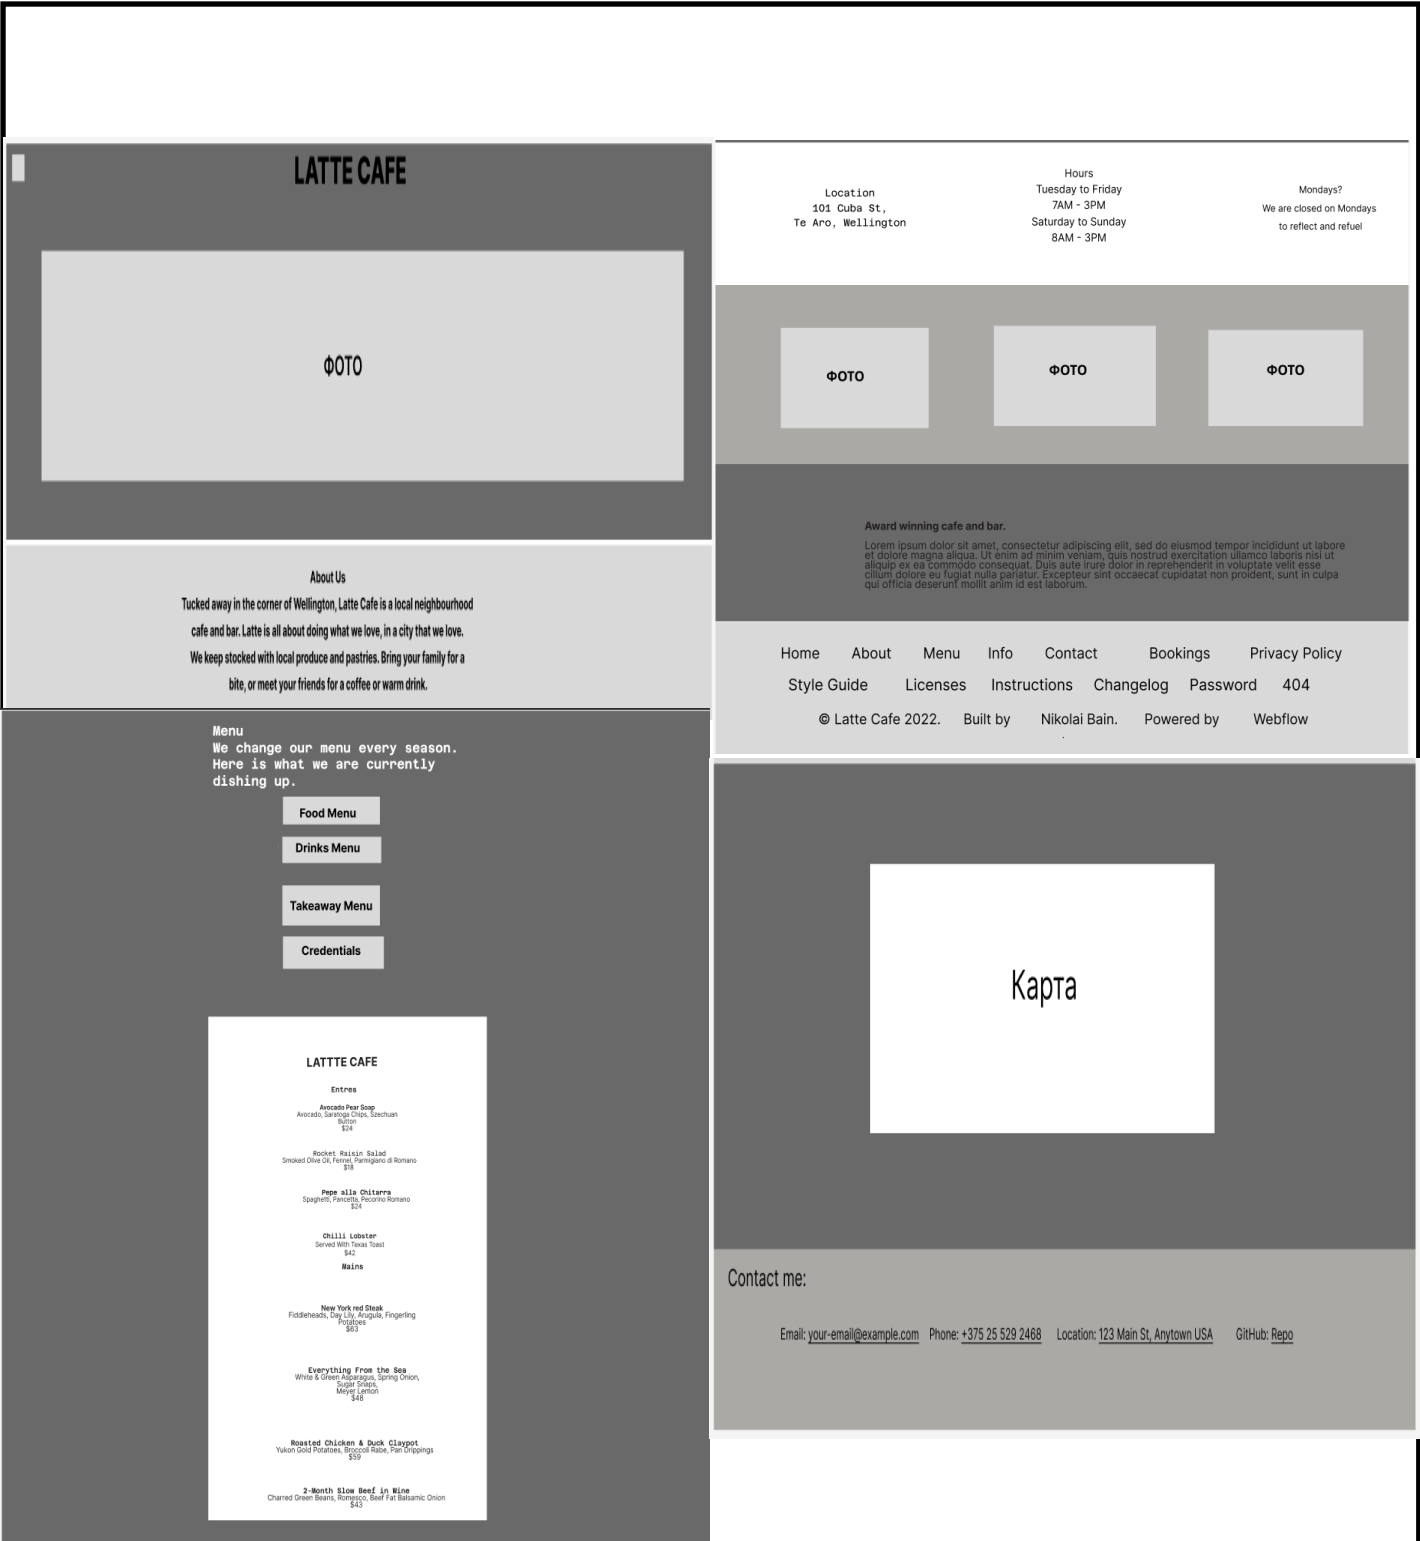 LATTE CAFE
ФОТО
About Us
Tucked away in the corner of Wellington, Latte Cafe is a local neighbourhood
cafe and bar. Latte is all about doing what we love, in a city that we love.
We keep stocked with local produce and pastries. Bring your family for a
bite, or meet your friends for a coffee or warm drink.
Menu
We change our menu every season.
Here is what we are currently
dishing up.
Food Menu
Drinks Menu
Takeaway Menu
Credentials
LATTTE CAFE
Entres
Avocado Pear Soap
Avocado, Saratoga Chips, Szechuan
Button
$24
Rocket Raisin Salad
Smoked Olive Oil, Fennel, Parmigiano di Romano
$18
Pepe alla Chitarra
Spaghetti, Pancetta, Pecorino Romano
$24
Chilli Lobster
Served With Texas Toast
$42
Mains
New York red Steak
Fiddleheads, Day Lily, Arugula, Fingerling
Potatoes
$63
Everything From the Sea
White & Green Asparagus, Spring Onion,
Sugar Snaps,
Meyer Lemon
$48
Roasted Chicken & Duck Claypot
Yukon Gold Potatoes, Broccoli Rabe, Pan Drippings
$59
2-Month Slow Beef in Wine
Charred Green Beans, Romesco, Beef Fat Balsamic Onion
$43
Location
101 Cuba St,
Te Aro, Wellington
Hours
Tuesday to Friday
7AM - 3PM
Saturday to Sunday
8AM - 3PM
Mondays?
We are closed on Mondays
to reflect and refuel
ФОТО
ФОТО
ФОТО
Award winning cafe and bar.
Lorem ipsum dolor sit amet, consectetur adipiscing elit, sed do eiusmod tempor incididunt ut labore
et dolore magna aliqua. Ut enim ad minim veniam, quis nostrud exercitation ullamco laboris nisi ut
aliquip ex ea commodo consequat. Duis aute irure dolor in reprehenderit in voluptate velit esse
cillum dolore eu fugiat nulla pariatur. Excepteur sint occaecat cupidatat non proident, sunt in culpa
qui officia deserunt mollit anim id est laborum.
Home About Menu Info Contact Bookings Privacy Policy
Style Guide Licenses Instructions Changelog Password 404
© Latte Cafe 2022. Built by Nikolai Bain. Powered by Webflow
Карта
Contact me:
Email: your-email@example.com Phone: +375 25 529 2468 Location: 123 Main St, Anytown USA GitHub: Repo